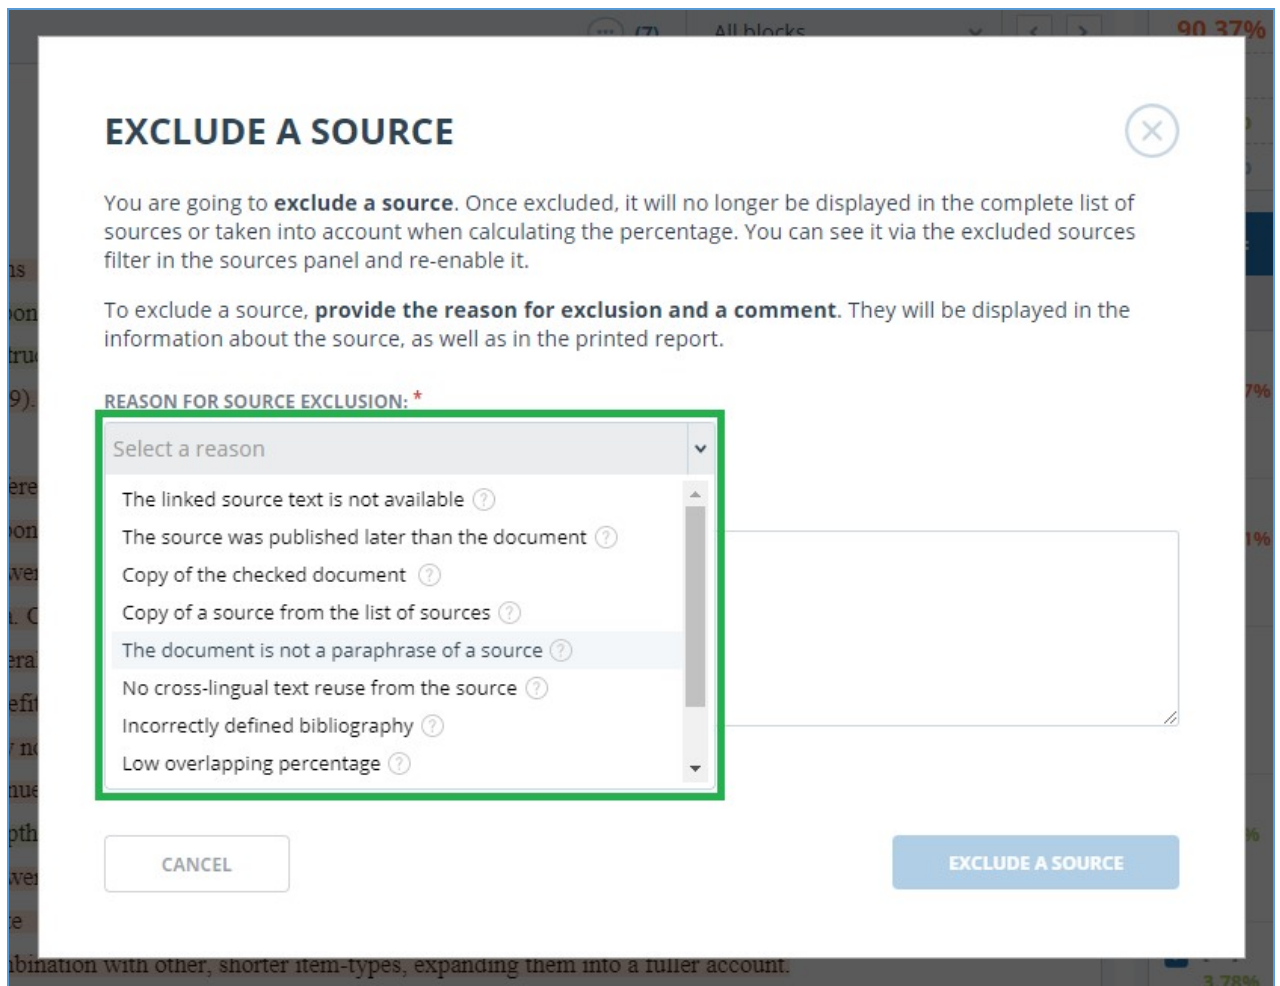 (7) All blocks 90.37%
EXCLUDE A SOURCE
You are going to exclude a source. Once excluded, it will no longer be displayed in the complete list of
sources or taken into account when calculating the percentage. You can see it via the excluded sources
filter in the sources panel and re-enable it.
To exclude a source, provide the reason for exclusion and a comment. They will be displayed in the
information about the source, as well as in the printed report.
REASON FOR SOURCE EXCLUSION: *
Select a reason
The linked source text is not available ?
The source was published later than the document ?
Copy of the checked document ?
Copy of a source from the list of sources ?
The document is not a paraphrase of a source ?
No cross-lingual text reuse from the source ?
Incorrectly defined bibliography ?
Low overlapping percentage ?
CANCEL
EXCLUDE A SOURCE
with other, shorter item-types, expanding them into a fuller account.
3.78%